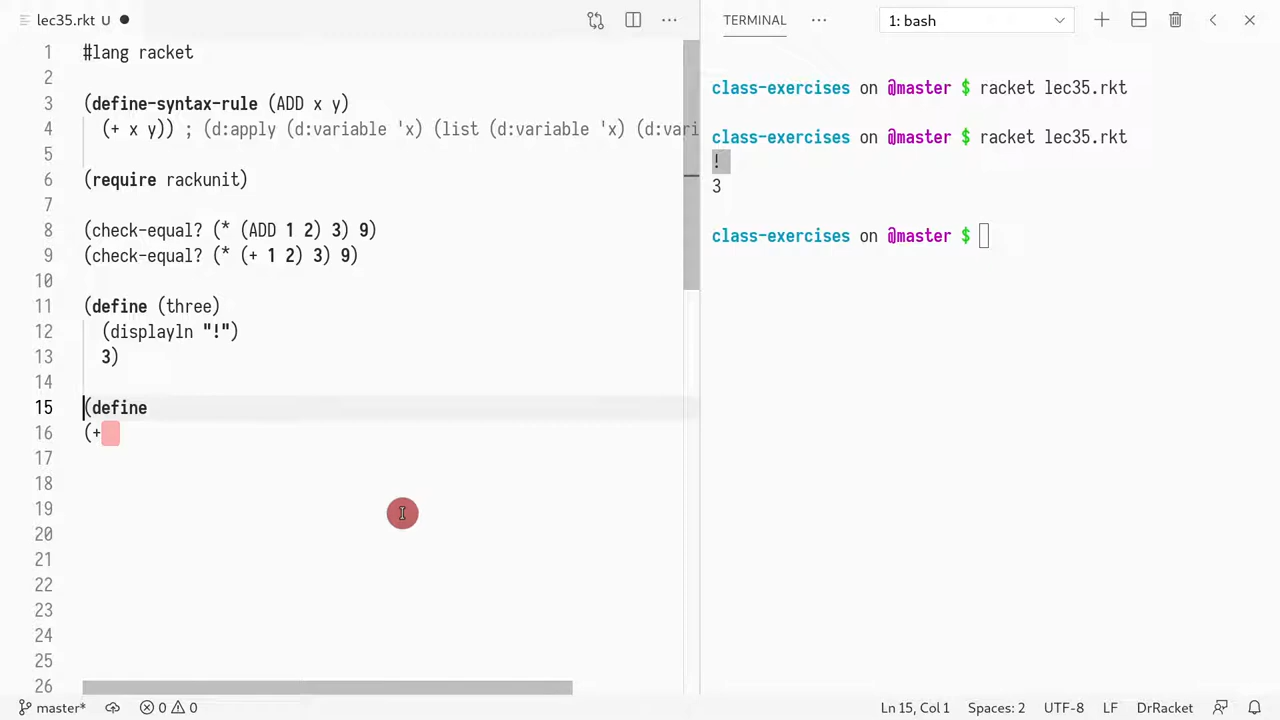 lec35.rkt U
TERMINAL
1: bash
1 #lang racket
2
3 (define-syntax-rule (ADD x y)
4 (+ x y)) ; (d:apply (d:variable 'x) (list (d:variable 'x) (d:vari
5
6 (require rackunit)
7
8 (check-equal? (* (ADD 1 2) 3) 9)
9 (check-equal? (* (+ 1 2) 3) 9)
10
11 (define (three)
12 (displayln "!")
13 3)
14
15 (define
16 (+
17
18
19
20
21
22
23
24
25
26
class-exercises on @master $ racket lec35.rkt
class-exercises on @master $ racket lec35.rkt
!
3
class-exercises on @master $
master* 0 0 Ln 15, Col 1 Spaces: 2 UTF-8 LF DrRacket